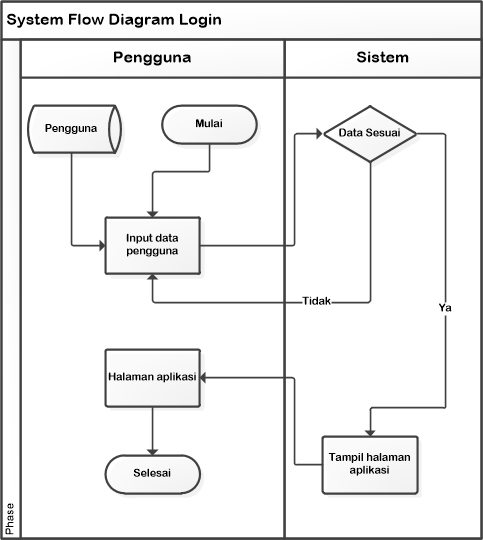 System Flow Diagram Login
Pengguna
Sistem
Pengguna
Mulai
Data Sesuai
Input data
pengguna
Tidak
Ya
Halaman aplikasi
Tampil halaman
aplikasi
Selesai
Phase